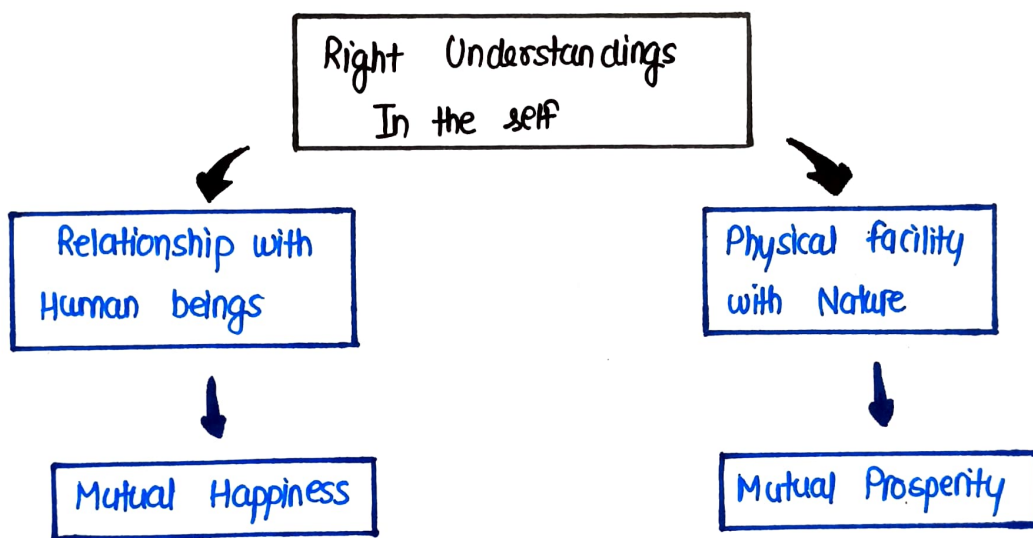 Right Understandings
In the self
Relationship with
Human beings
Physical facility
with Nature
Mutual Happiness
Mutual Prosperity